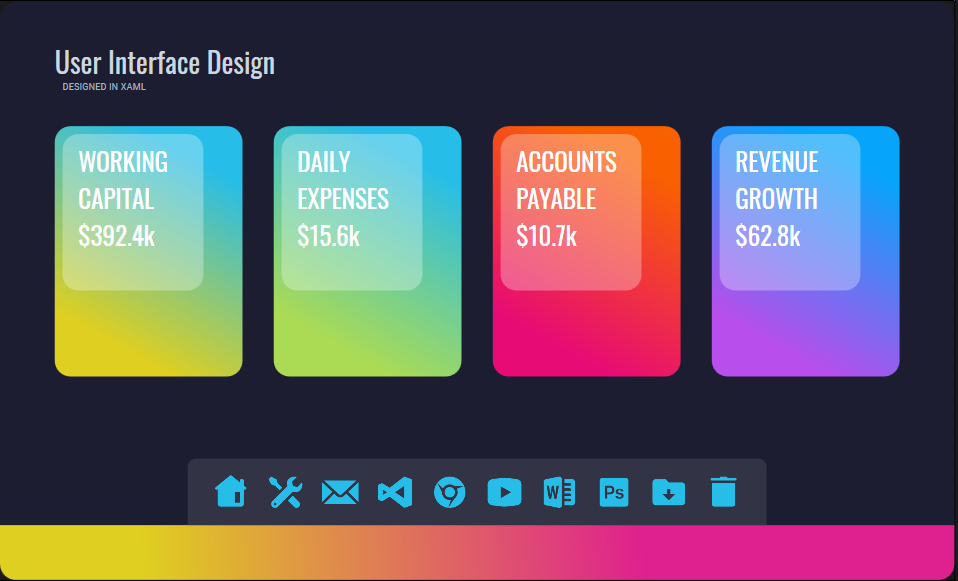 User Interface Design
DESIGNED IN XAML
WORKING
CAPITAL
$392.4k
DAILY
EXPENSES
$15.6k
ACCOUNTS
PAYABLE
$10.7k
REVENUE
GROWTH
$62.8k
W
Ps